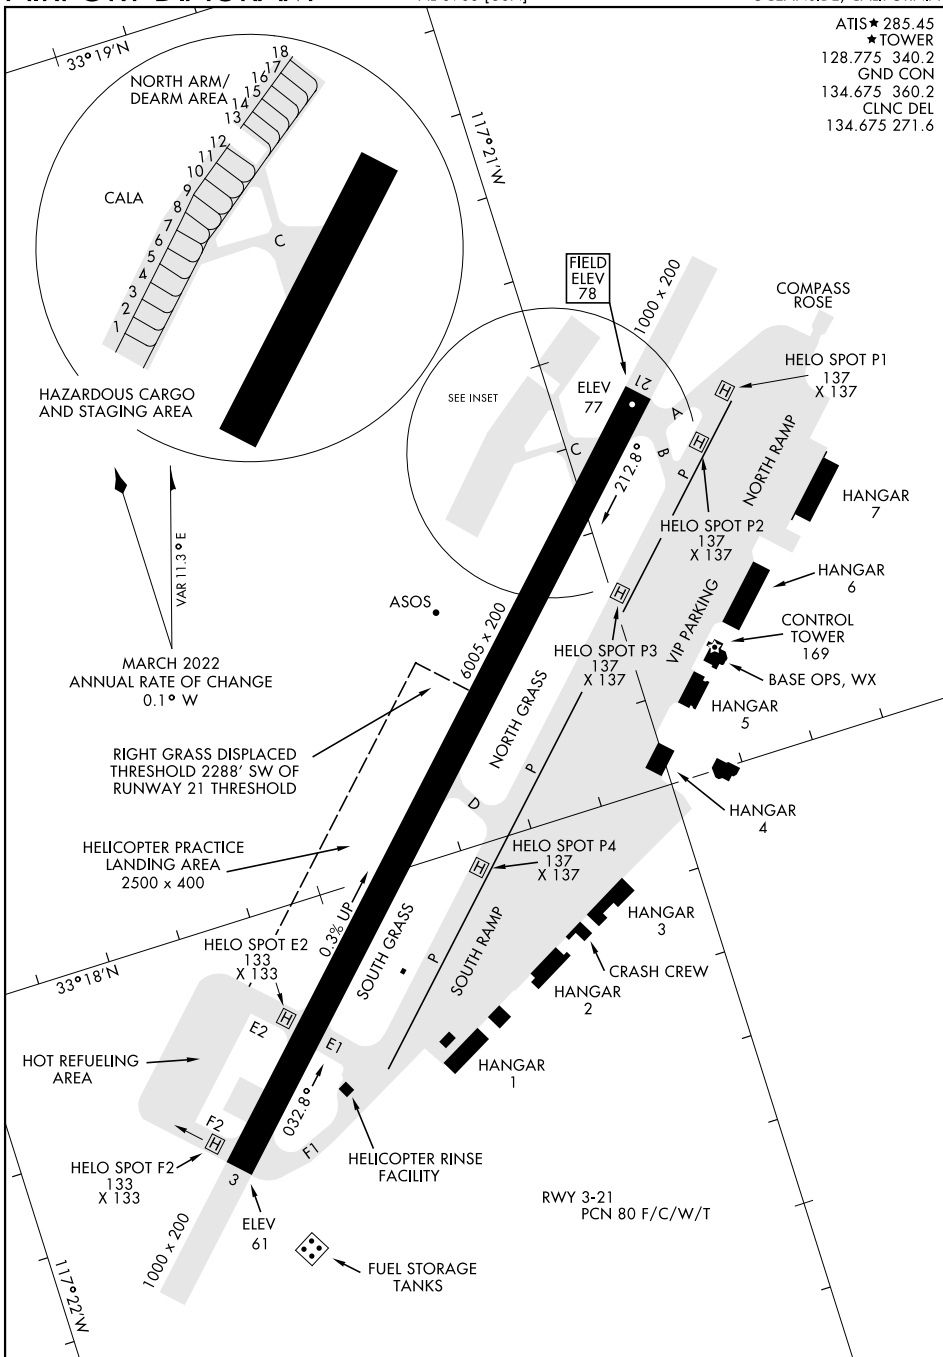 ATIS★ 285.45
★TOWER
128.775 340.2
GND CON
134.675 360.2
CLNC DEL
134.675 271.6
33°19'N
NORTH ARM/
DEARM AREA
18
17
16
15
14
13
12
11
10
9
8
7
6
5
4
3
2
1
CALA
C
HAZARDOUS CARGO
AND STAGING AREA
117°21'W
FIELD
ELEV
78
1000 x 200
COMPASS
ROSE
HELO SPOT P1
137
X 137
SEE INSET
ELEV
77
21
A
H
C
B
H
P
212.8°
NORTH RAMP
HANGAR
7
HELO SPOT P2
137
X 137
VAR 11.3° E
HANGAR
6
ASOS
H
VIP PARKING
CONTROL
TOWER
169
6005 x 200
HELO SPOT P3
137
X 137
BASE OPS, WX
MARCH 2022
ANNUAL RATE OF CHANGE
0.1° W
NORTH GRASS
HANGAR
5
RIGHT GRASS DISPLACED
THRESHOLD 2288' SW OF
RUNWAY 21 THRESHOLD
P
D
HANGAR
4
HELICOPTER PRACTICE
LANDING AREA
2500 x 400
HELO SPOT P4
137
X 137
H
0.3% UP
HANGAR
3
HELO SPOT E2
133
X 133
SOUTH GRASS
P
SOUTH RAMP
CRASH CREW
33°18'N
HANGAR
2
H
E2
E1
HOT REFUELING
AREA
HANGAR
1
032.8°
F2
H
F1
HELICOPTER RINSE
FACILITY
HELO SPOT F2
133
X 133
3
RWY 3-21
PCN 80 F/C/W/T
ELEV
61
1000 x 200
FUEL STORAGE
TANKS
117°22'W